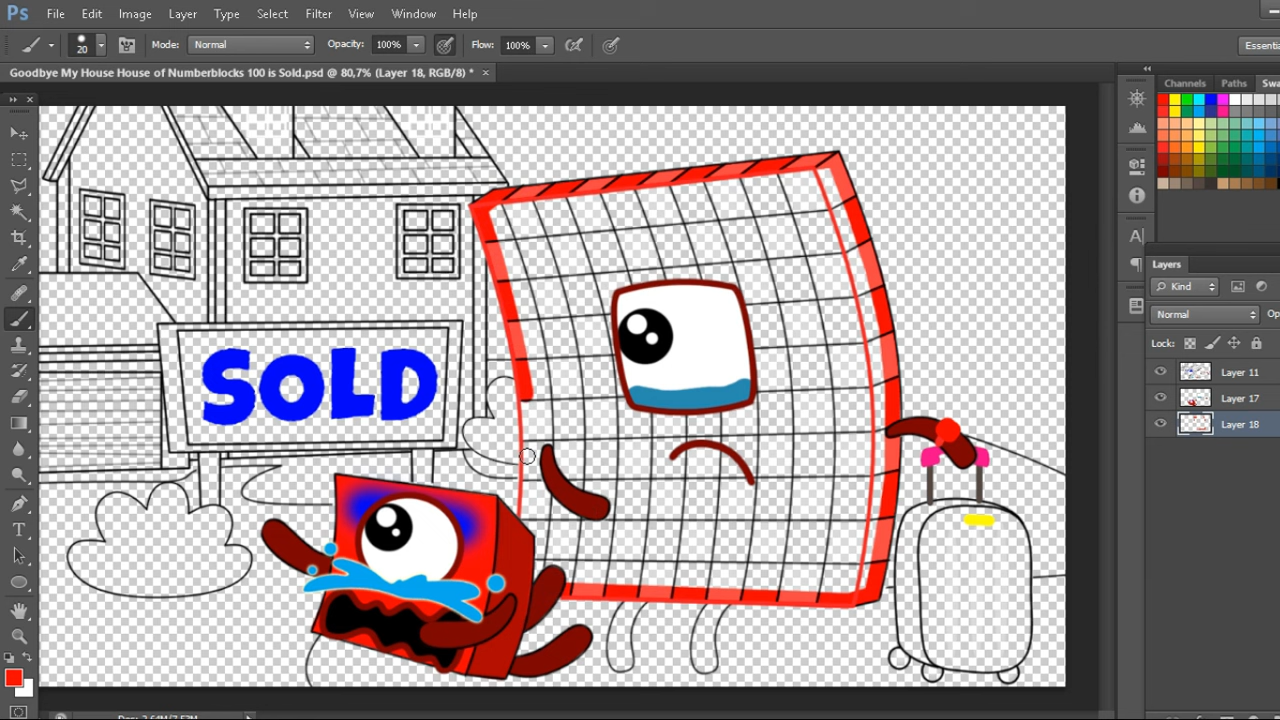 Ps File Edit Image Layer Type Select Filter View Window Help
20 Mode: Normal Opacity: 100% Flow: 100% Essenti
Goodbye My House House of Numberblocks 100 is Sold.psd @ 80,7% (Layer 18, RGB/8) *
Channels Paths Swa
SOLD
Layers
Kind
Normal Op
Lock:
Layer 11
Layer 17
Layer 18